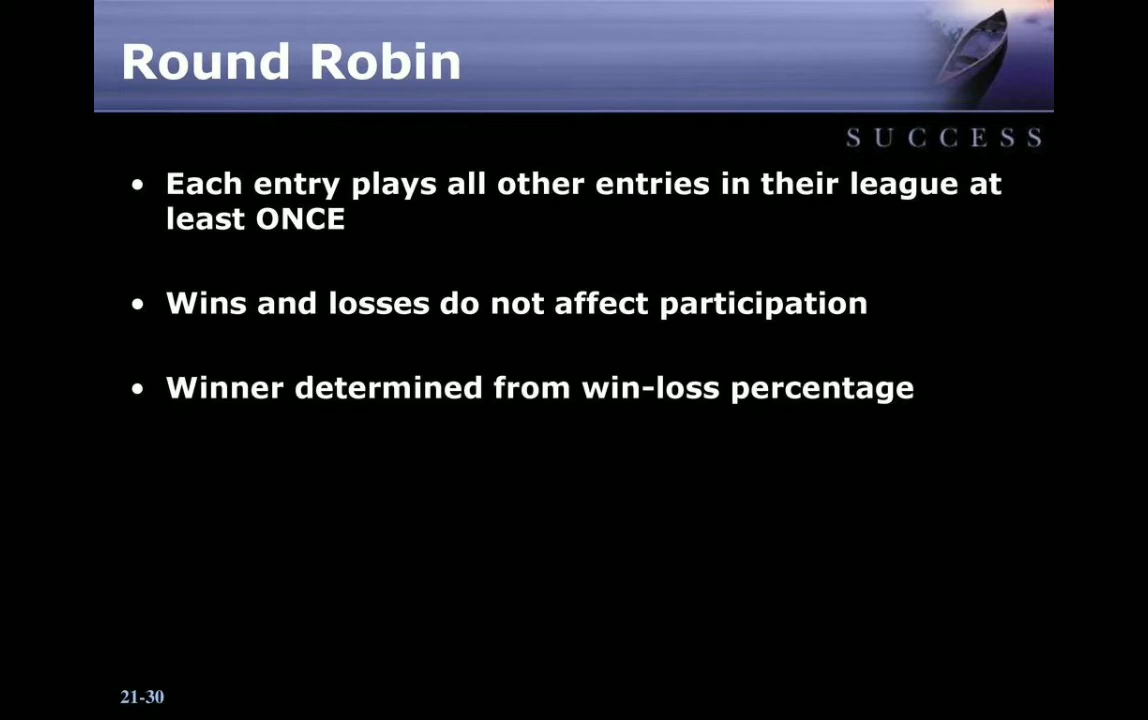 Round Robin
SUCCESS
• Each entry plays all other entries in their league at
least ONCE
• Wins and losses do not affect participation
• Winner determined from win-loss percentage
21-30